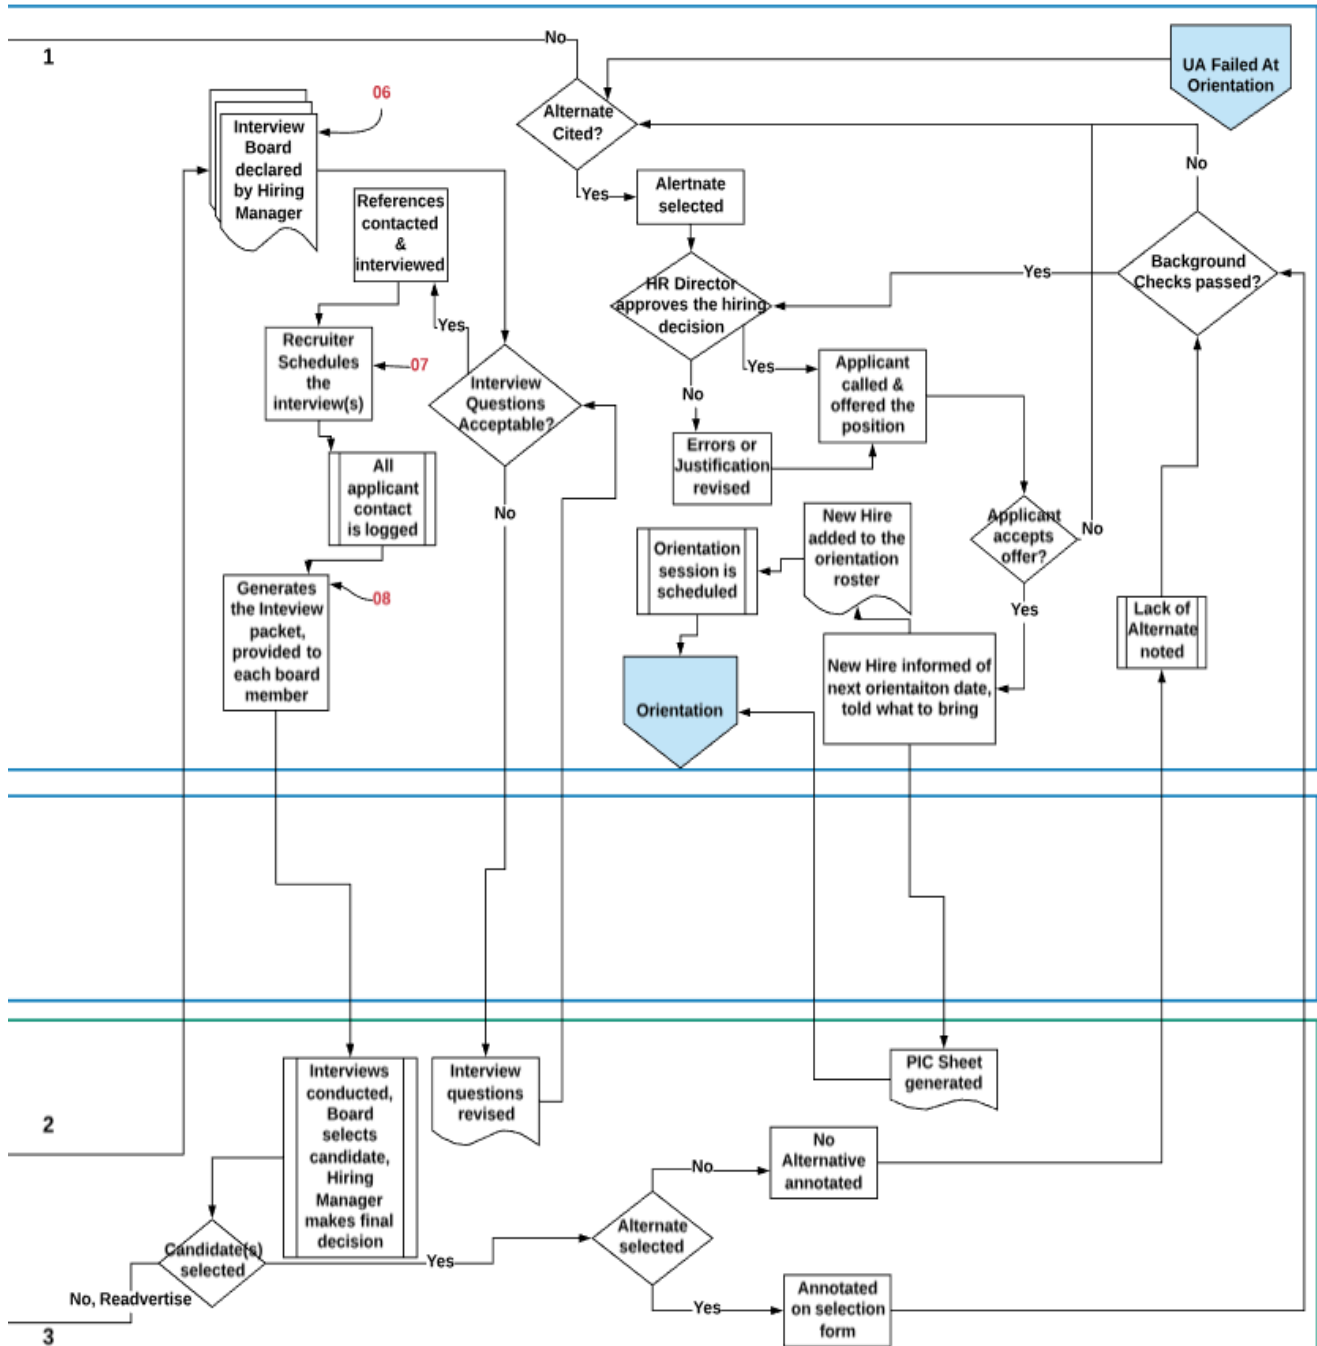 No
1
UA Failed At
Orientation
06
Alternate
Cited?
Interview
Board
declared
by Hiring
Manager
No
Yes
Alertnate
selected
References
contacted
&
interviewed
Background
Checks passed?
Yes
HR Director
approves the hiring
decision
Yes
Recruiter
Schedules
the
interview(s)
07
Interview
Questions
Acceptable?
Yes
No
Applicant
called &
offered the
position
Errors or
Justification
revised
All
applicant
contact
is logged
No
New Hire
added to the
orientation
roster
Applicant
accepts
offer?
No
Orientation
session is
scheduled
Yes
Generates
the Inteview
packet,
provided to
each board
member
08
Lack of
Alternate
noted
New Hire informed of
next orientaiton date,
told what to bring
Orientation
Interviews
conducted,
Board
selects
candidate,
Hiring
Manager
makes final
decision
Interview
questions
revised
PIC Sheet
generated
2
No
Alternative
annotated
No
Alternate
selected
Candidate(s)
selected
Yes
No, Readvertise
Yes
Annotated
on selection
form
3